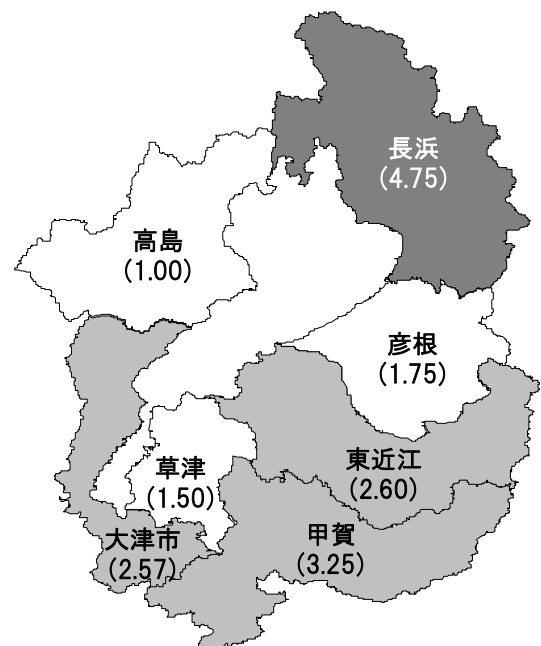 長浜
(4.75)
高島
(1.00)
彦根
(1.75)
東近江
(2.60)
草津
(1.50)
甲賀
(3.25)
大津市
(2.57)